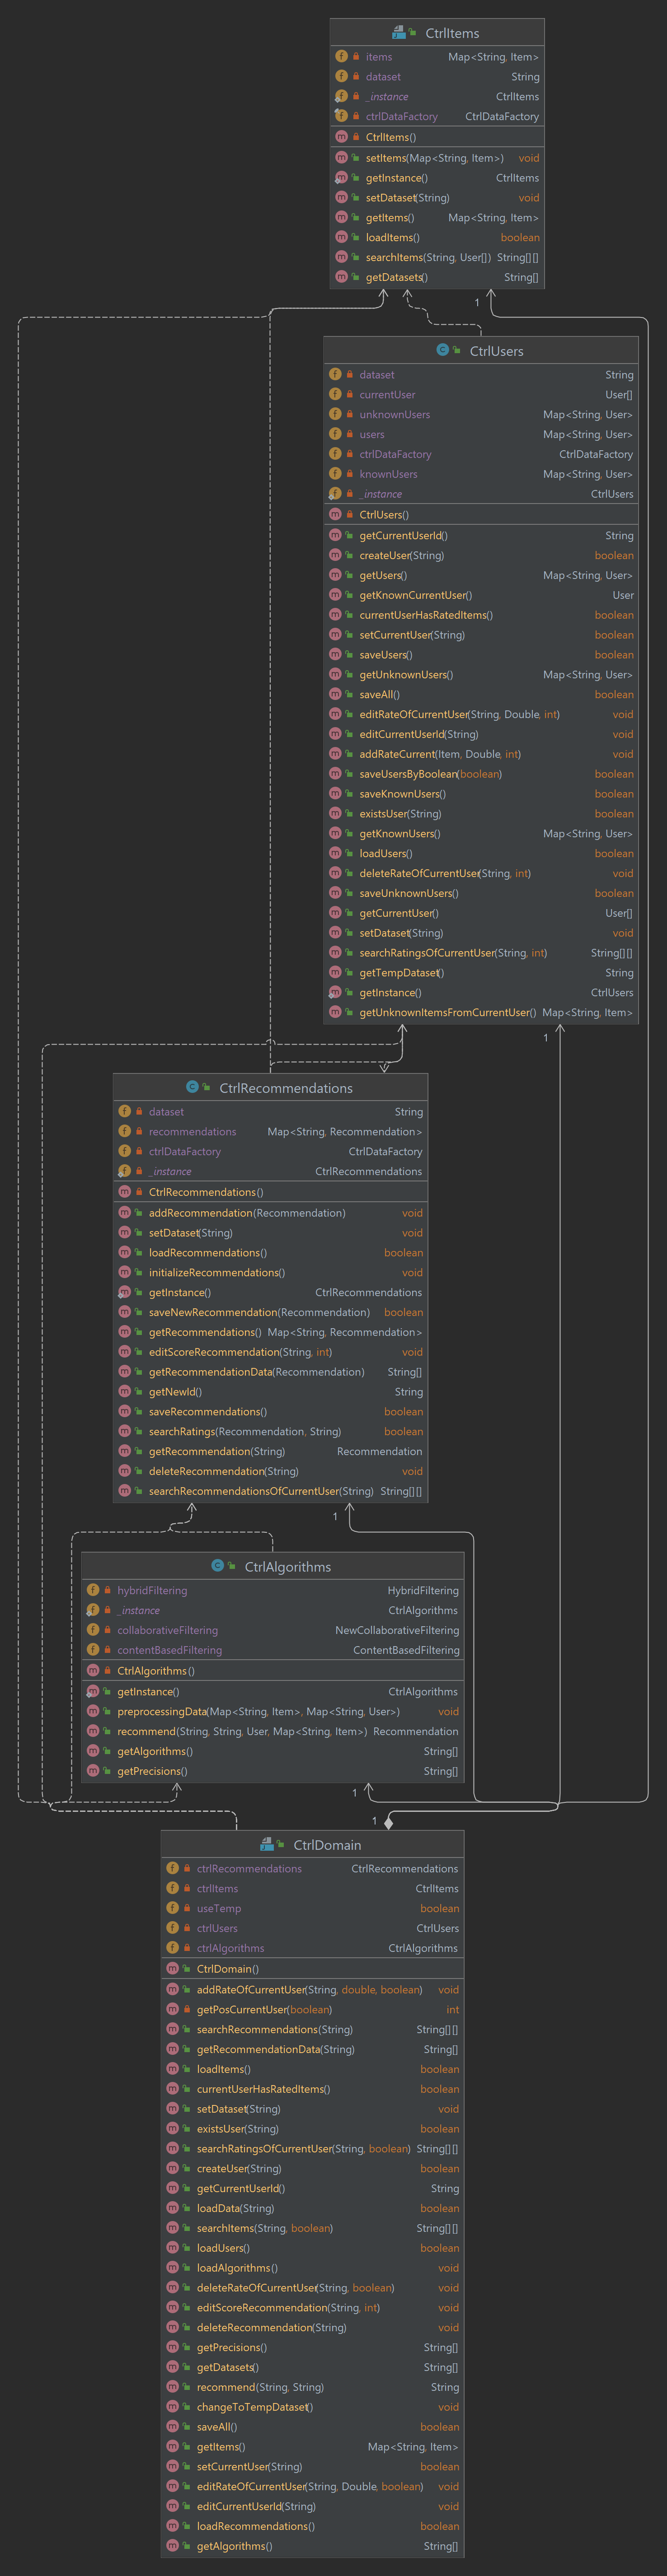 CtrlItems
items Map<String, Item>
dataset String
_instance CtrlItems
ctrlDataFactory CtrlDataFactory
CtrlItems()
setItems(Map<String, Item>) void
getInstance() CtrlItems
setDataset(String) void
getItems() Map<String, Item>
loadItems() boolean
searchItems(String, User[]) String[][]
getDatasets() String[]
1
CtrlUsers
dataset String
currentUser User[]
unknownUsers Map<String, User>
users Map<String, User>
ctrlDataFactory CtrlDataFactory
knownUsers Map<String, User>
_instance CtrlUsers
CtrlUsers()
getCurrentUserId() String
createUser(String) boolean
getUsers() Map<String, User>
getKnownCurrentUser() User
currentUserHasRatedItems() boolean
setCurrentUser(String) boolean
saveUsers() boolean
getUnknownUsers() Map<String, User>
saveAll() boolean
editRateOfCurrentUser(String, Double, int) void
editCurrentUserId(String) void
addRateCurrent(Item, Double, int) void
saveUsersByBoolean(boolean) boolean
saveKnownUsers() boolean
existsUser(String) boolean
getKnownUsers() Map<String, User>
loadUsers() boolean
deleteRateOfCurrentUser(String, int) void
saveUnknownUsers() boolean
getCurrentUser() User[]
setDataset(String) void
searchRatingsOfCurrentUser(String, int) String[][]
getTempDataset() String
getInstance() CtrlUsers
getUnknownItemsFromCurrentUser() Map<String, Item>
1
CtrlRecommendations
dataset String
recommendations Map<String, Recommendation>
ctrlDataFactory CtrlDataFactory
_instance CtrlRecommendations
CtrlRecommendations()
addRecommendation(Recommendation) void
setDataset(String) void
loadRecommendations() boolean
initializeRecommendations() void
getInstance() CtrlRecommendations
saveNewRecommendation(Recommendation) boolean
getRecommendations() Map<String, Recommendation>
editScoreRecommendation(String, int) void
getRecommendationData(Recommendation) String[]
getNewId() String
saveRecommendations() boolean
searchRatings(Recommendation, String) boolean
getRecommendation(String) Recommendation
deleteRecommendation(String) void
searchRecommendationsOfCurrentUser(String) String[][]
1
CtrlAlgorithms
hybridFiltering HybridFiltering
_instance CtrlAlgorithms
collaborativeFiltering NewCollaborativeFiltering
contentBasedFiltering ContentBasedFiltering
CtrlAlgorithms()
getInstance() CtrlAlgorithms
preprocessingData(Map<String, Item>, Map<String, User>) void
recommend(String, String, User, Map<String, Item>) Recommendation
getAlgorithms() String[]
getPrecisions() String[]
1
1
CtrlDomain
ctrlRecommendations CtrlRecommendations
ctrlItems CtrlItems
useTemp boolean
ctrlUsers CtrlUsers
ctrlAlgorithms CtrlAlgorithms
CtrlDomain()
addRateOfCurrentUser(String, double, boolean) void
getPosCurrentUser(boolean) int
searchRecommendations(String) String[][]
getRecommendationData(String) String[]
loadItems() boolean
currentUserHasRatedItems() boolean
setDataset(String) void
existsUser(String) boolean
searchRatingsOfCurrentUser(String, boolean) String[][]
createUser(String) boolean
getCurrentUserId() String
loadData(String) boolean
searchItems(String, boolean) String[][]
loadUsers() boolean
loadAlgorithms() void
deleteRateOfCurrentUser(String, boolean) void
editScoreRecommendation(String, int) void
deleteRecommendation(String) void
getPrecisions() String[]
getDatasets() String[]
recommend(String, String) String
changeToTempDataset() void
saveAll() boolean
getItems() Map<String, Item>
setCurrentUser(String) boolean
editRateOfCurrentUser(String, Double, boolean) void
editCurrentUserId(String) void
loadRecommendations() boolean
getAlgorithms() String[]